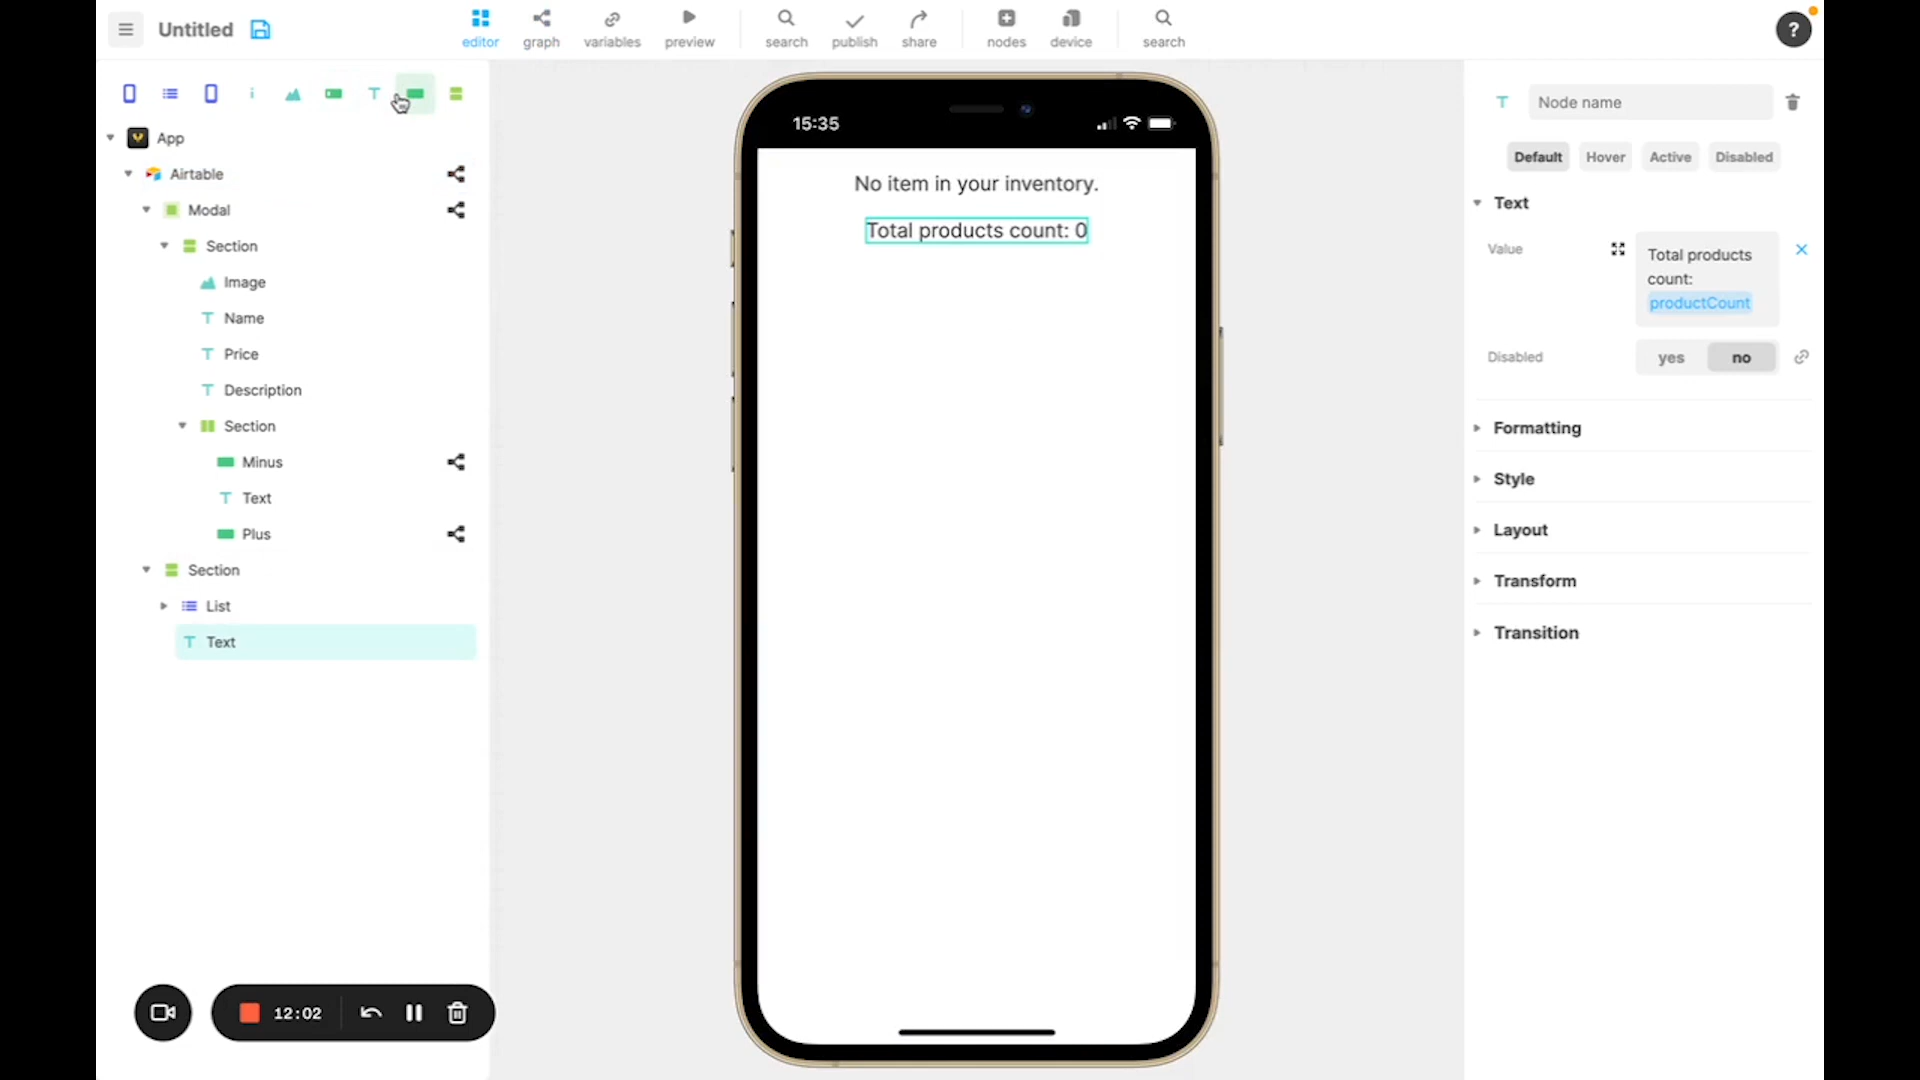 Untitled
editor
graph
variables
preview
search
publish
share
nodes
device
search
?
App
Airtable
Modal
Section
Image
Name
Price
Description
Section
Minus
Text
Plus
Section
List
Text
12:02
15:35
No item in your inventory.
Total products count: 0
Node name
Default
Hover
Active
Disabled
Text
Value
Total products
count:
productCount
Disabled
yes
no
Formatting
Style
Layout
Transform
Transition